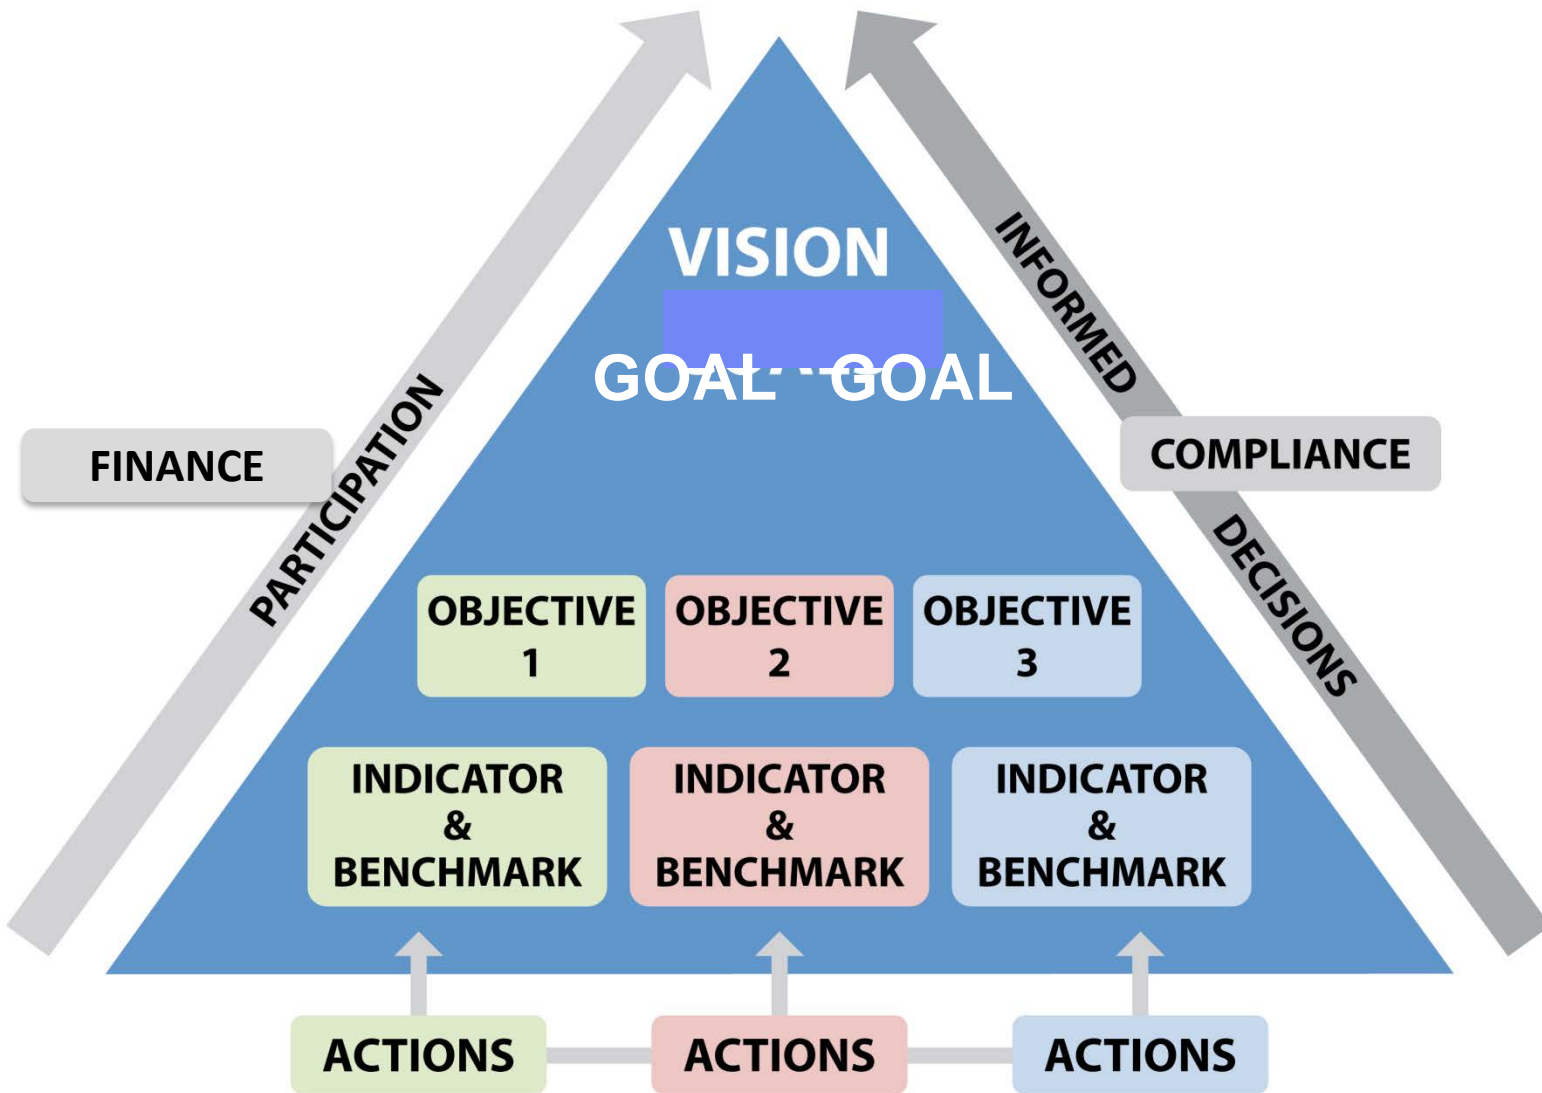 VISION
GOAL GOAL
PARTICIPATION
INFORMED
DECISIONS
FINANCE
COMPLIANCE
OBJECTIVE
1
OBJECTIVE
2
OBJECTIVE
3
INDICATOR
&
BENCHMARK
INDICATOR
&
BENCHMARK
INDICATOR
&
BENCHMARK
ACTIONS
ACTIONS
ACTIONS